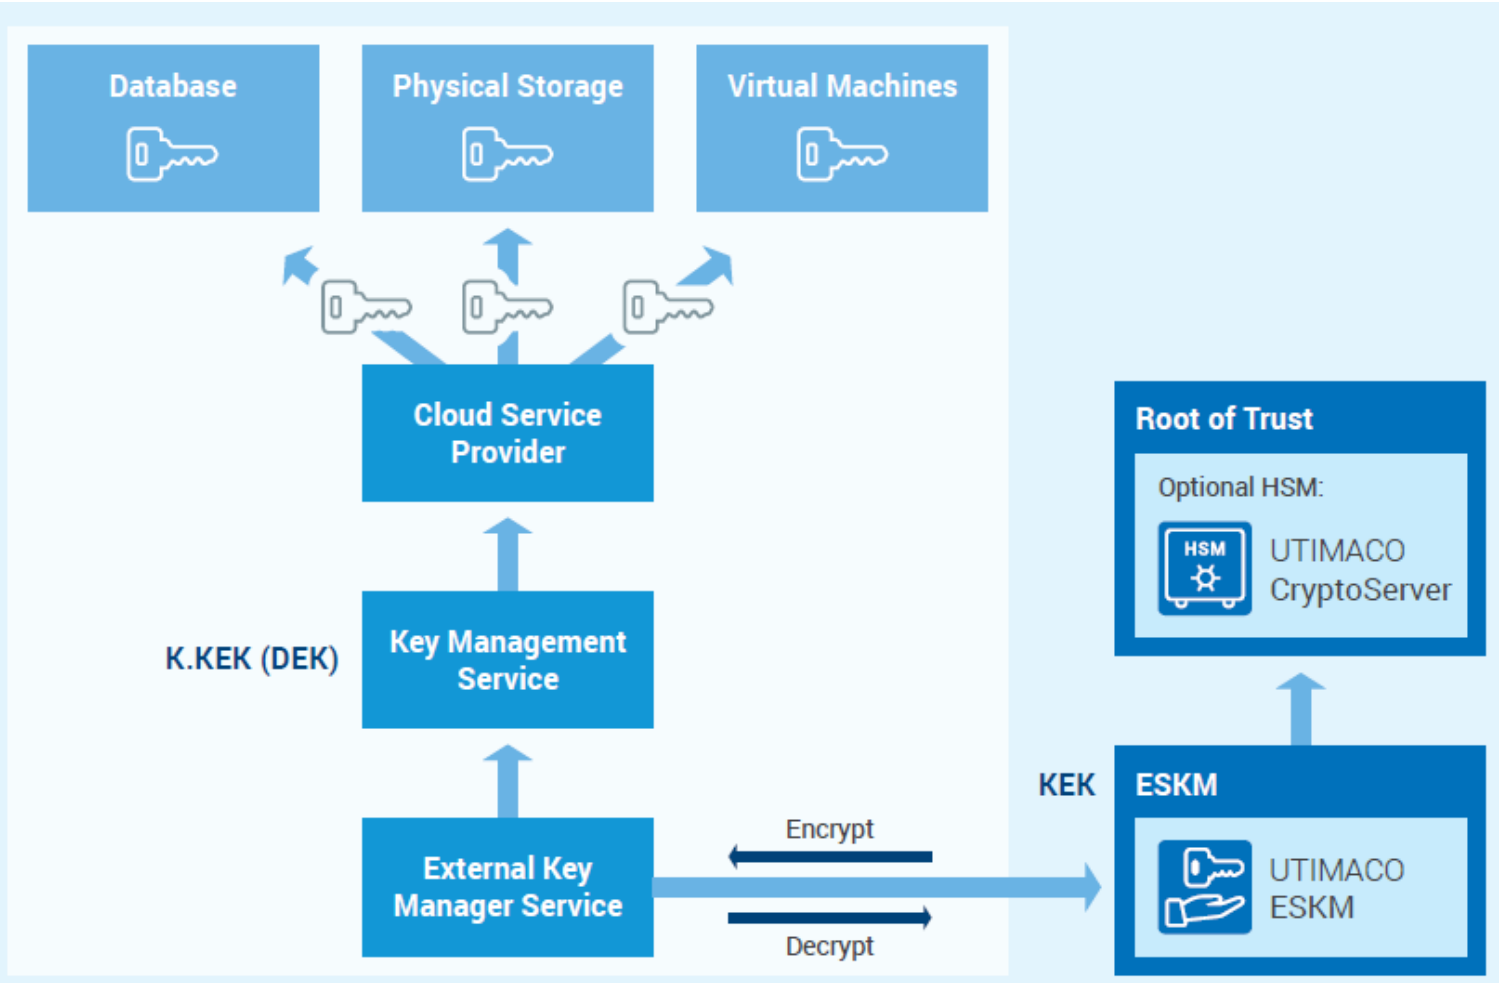 Database
Physical Storage
Virtual Machines
Cloud Service
Provider
Root of Trust
Optional HSM:
HSM
UTIMACO
CryptoServer
K.KEK (DEK)
Key Management
Service
KEK
ESKM
Encrypt
External Key
Manager Service
UTIMACO
ESKM
Decrypt